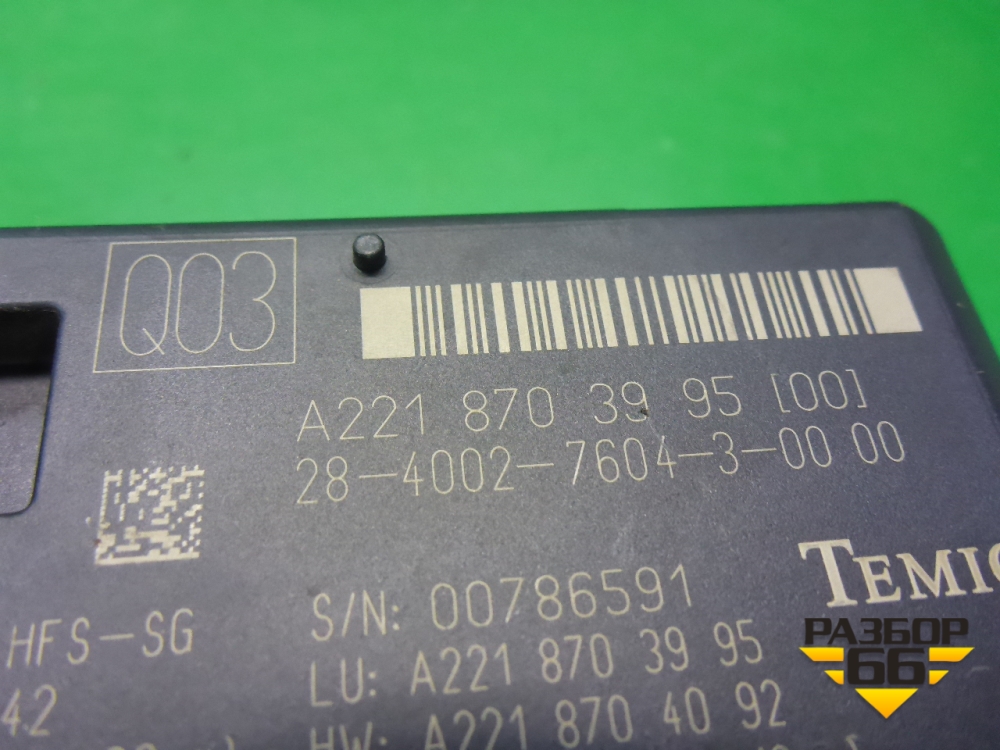 Q03
A221 870 39 95 [00]
28-4002-7604-3-00 00
TEMIC
S/N: 00786591
HFS-SG
LU: A221 870 39 95
42
HW: A221 870 40 92
РАЗБОР
66